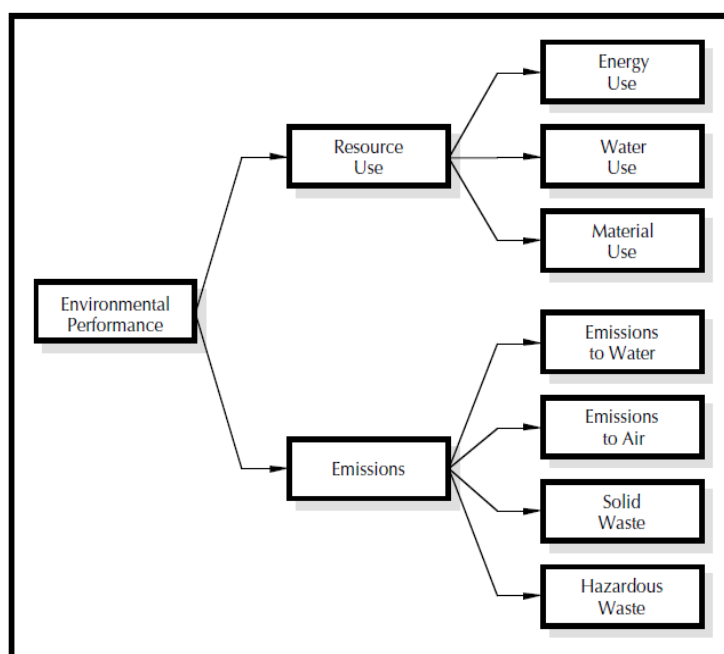 Energy
Use
Resource
Use
Water
Use
Material
Use
Environmental
Performance
Emissions
to Water
Emissions
to Air
Emissions
Solid
Waste
Hazardous
Waste